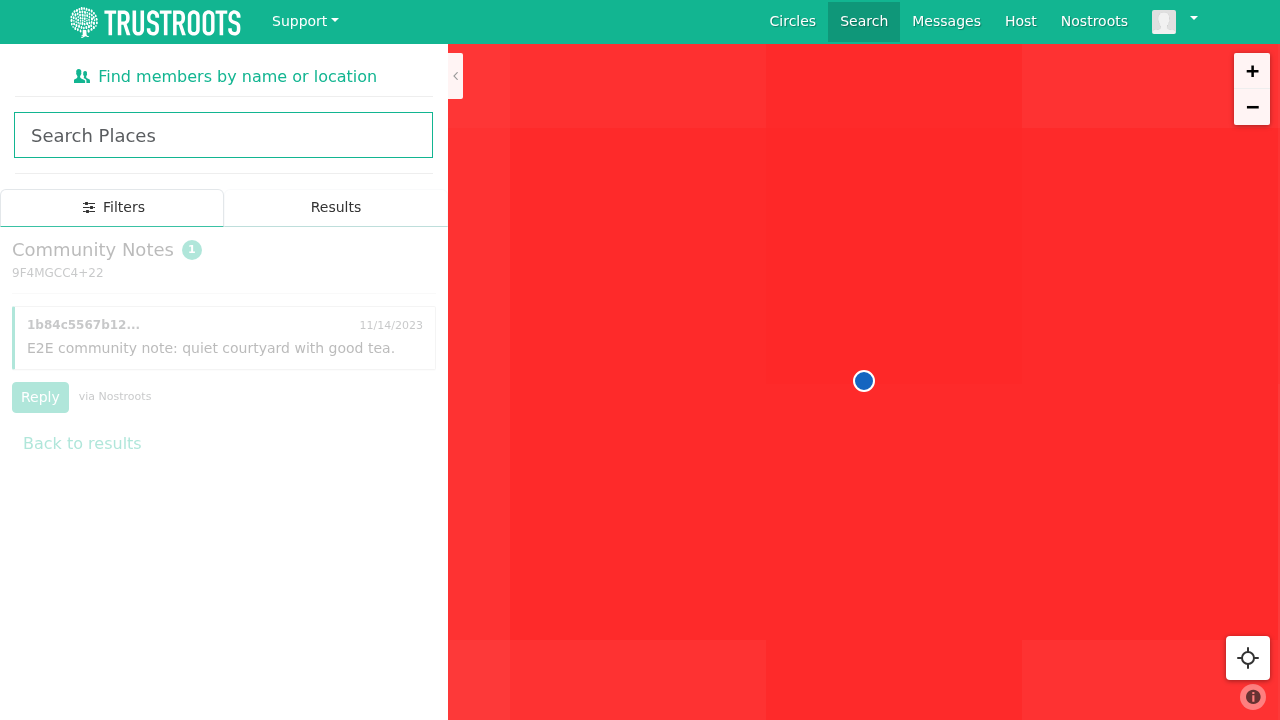 TRUSTROOTS
Support
Circles
Search
Messages
Host
Nostroots
Find members by name or location
Search Places
Filters
Results
Community Notes 1
9F4MGCC4+22
1b84c5567b12...
11/14/2023
E2E community note: quiet courtyard with good tea.
Reply
via Nostroots
Back to results
+
−